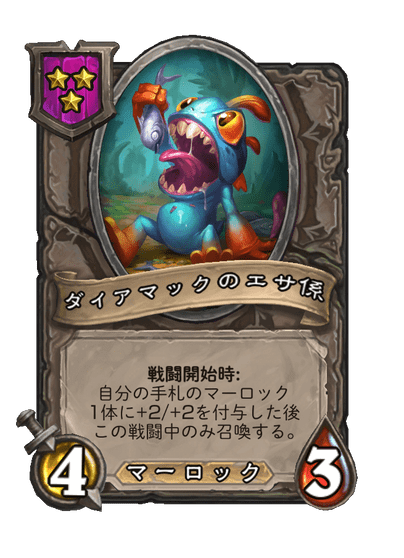 ダイアマックのエサ係
戦闘開始時:
自分の手札のマーロック
1体に+2/+2を付与した後
この戦闘中のみ召喚する。
4
マーロック
3